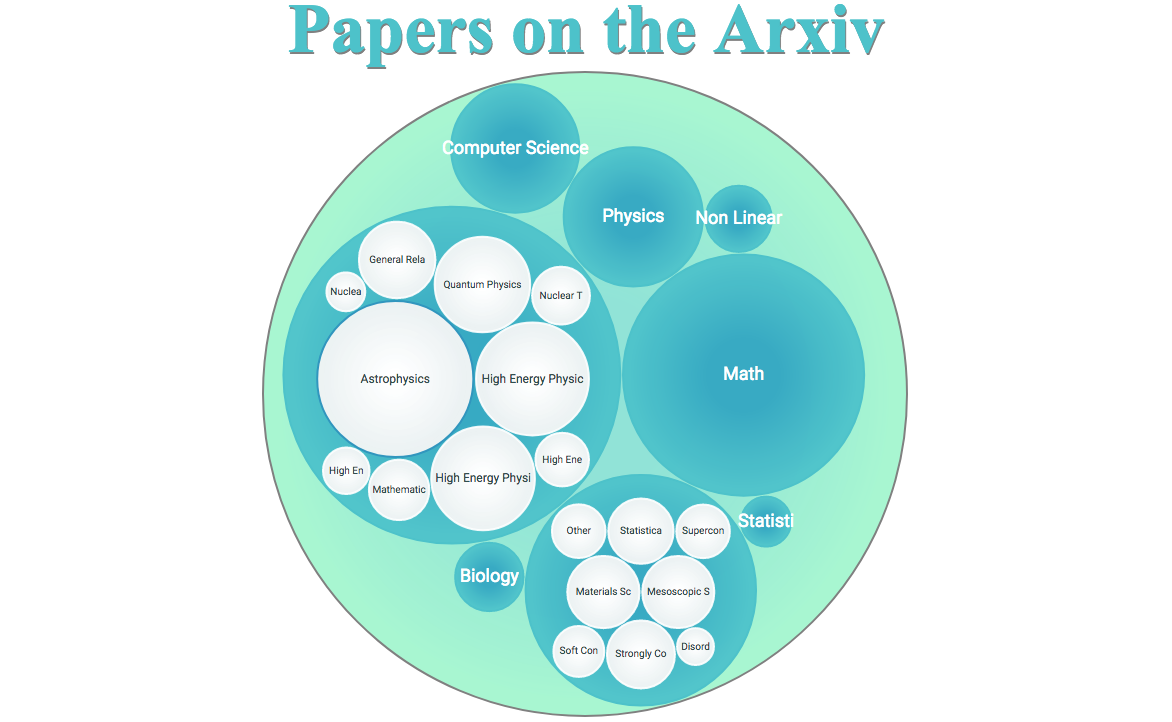 Papers on the Arxiv
Computer Science
Physics
Non Linear
General Rela
Quantum Physics
Nuclea
Nuclear T
Astrophysics
High Energy Physic
Math
High En
High Ene
Mathematic
High Energy Physi
Statisti
Other
Statistica
Supercon
Biology
Materials Sc
Mesoscopic S
Soft Con
Strongly Co
Disord